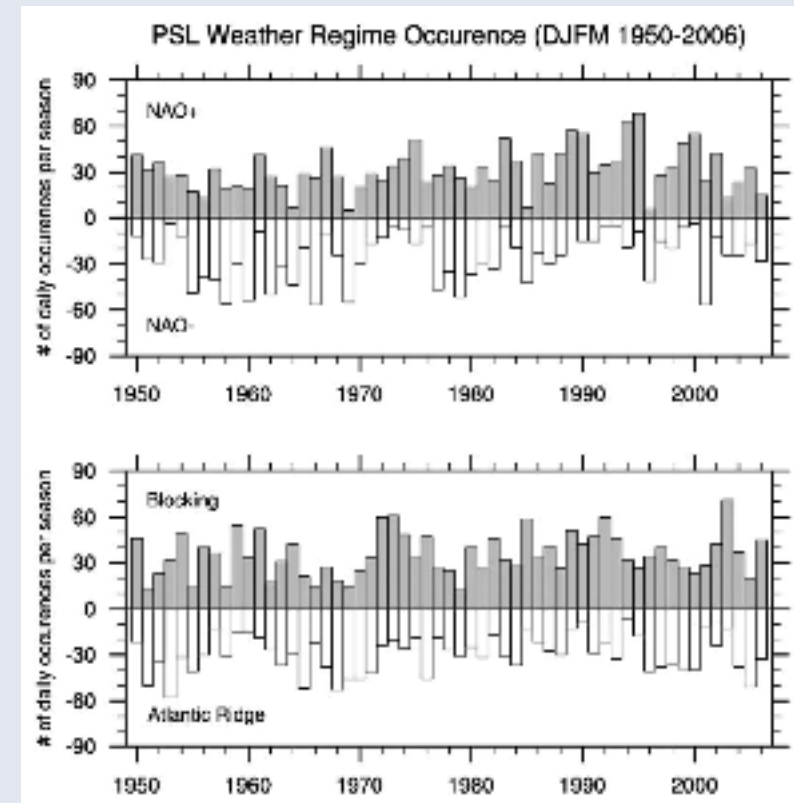 PSL Weather Regime Occurence (DJFM 1950-2006)
# of daily occurences per season
90
60
30
0
-30
-60
-90
NAO+
NAO-
1950 1960 1970 1980 1990 2000
# of daily occurences per season
90
60
30
0
-30
-60
-90
Blocking
Atlantic Ridge
1950 1960 1970 1980 1990 2000